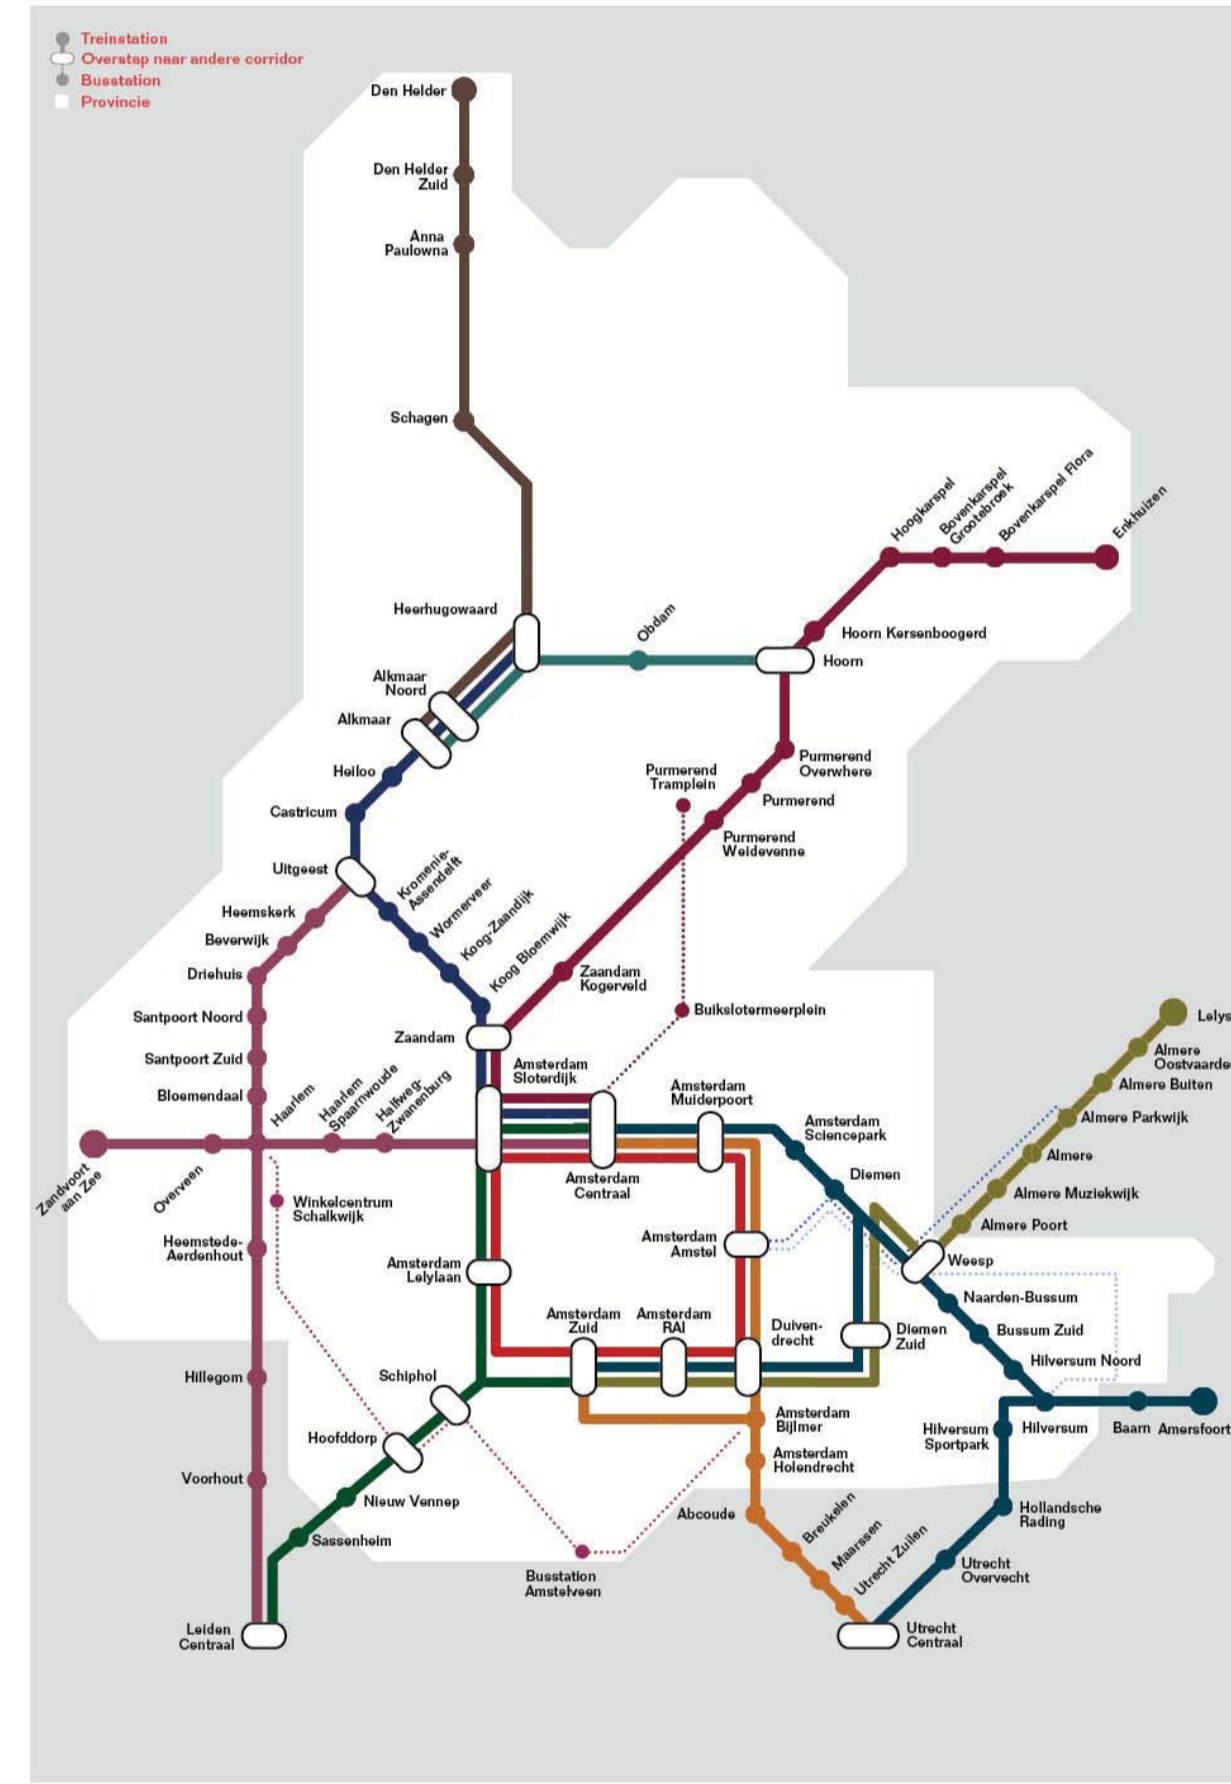 Treinstation
Overstap naar andere corridor
Busstation
Provincie
Den Helder
Den Helder
Zuid
Anna
Paulowna
Schagen
Hoogkarspel
Bovenkarspel
Grootebroek
Bovenkarspel Flora
Enkhuizen
Heerhugowaard
Obdam
Hoorn Kersenboogerd
Hoorn
Alkmaar
Noord
Alkmaar
Heiloo
Castricum
Uitgeest
Purmerend
Overwhere
Purmerend
Tramplein
Purmerend
Purmerend
Weidevenne
Kromenie-
Assendelft
Wormerveer
Koog-Zaandijk
Koog Bloemwijk
Heemskerk
Beverwijk
Driehuis
Santpoort Noord
Santpoort Zuid
Bloemendaal
Zaandam
Kogerveld
Buikslotermeerplein
Zaandam
Haarlem
Haarlem
Spaarnwoude
Halfweg-
Zwanenburg
Zandvoort
aan Zee
Overveen
Amsterdam
Sloterdijk
Amsterdam
Muiderpoort
Amsterdam
Centraal
Amsterdam
Sciencepark
Diemen
Lelys
Almere
Oostvaarde
Almere Buiten
Almere Parkwijk
Almere
Almere Muziekwijk
Almere Poort
Weesp
Winkelcentrum
Schalkwijk
Heemstede-
Aerdenhout
Amsterdam
Lelylaan
Amsterdam
Amstel
Amsterdam
Zuid
Amsterdam
RAI
Duiven-
drecht
Diemen
Zuid
Naarden-Bussum
Bussum Zuid
Hilversum Noord
Hillegom
Schiphol
Hoofddorp
Amsterdam
Bijlmer
Amsterdam
Holendrecht
Hilversum
Sportpark
Hilversum
Baarn
Amersfoort
Voorhout
Nieuw Vennep
Sassenheim
Abcoude
Breukelen
Maarssen
Utrecht Zuilen
Hollandsche
Rading
Utrecht
Overvecht
Busstation
Amstelveen
Leiden
Centraal
Utrecht
Centraal